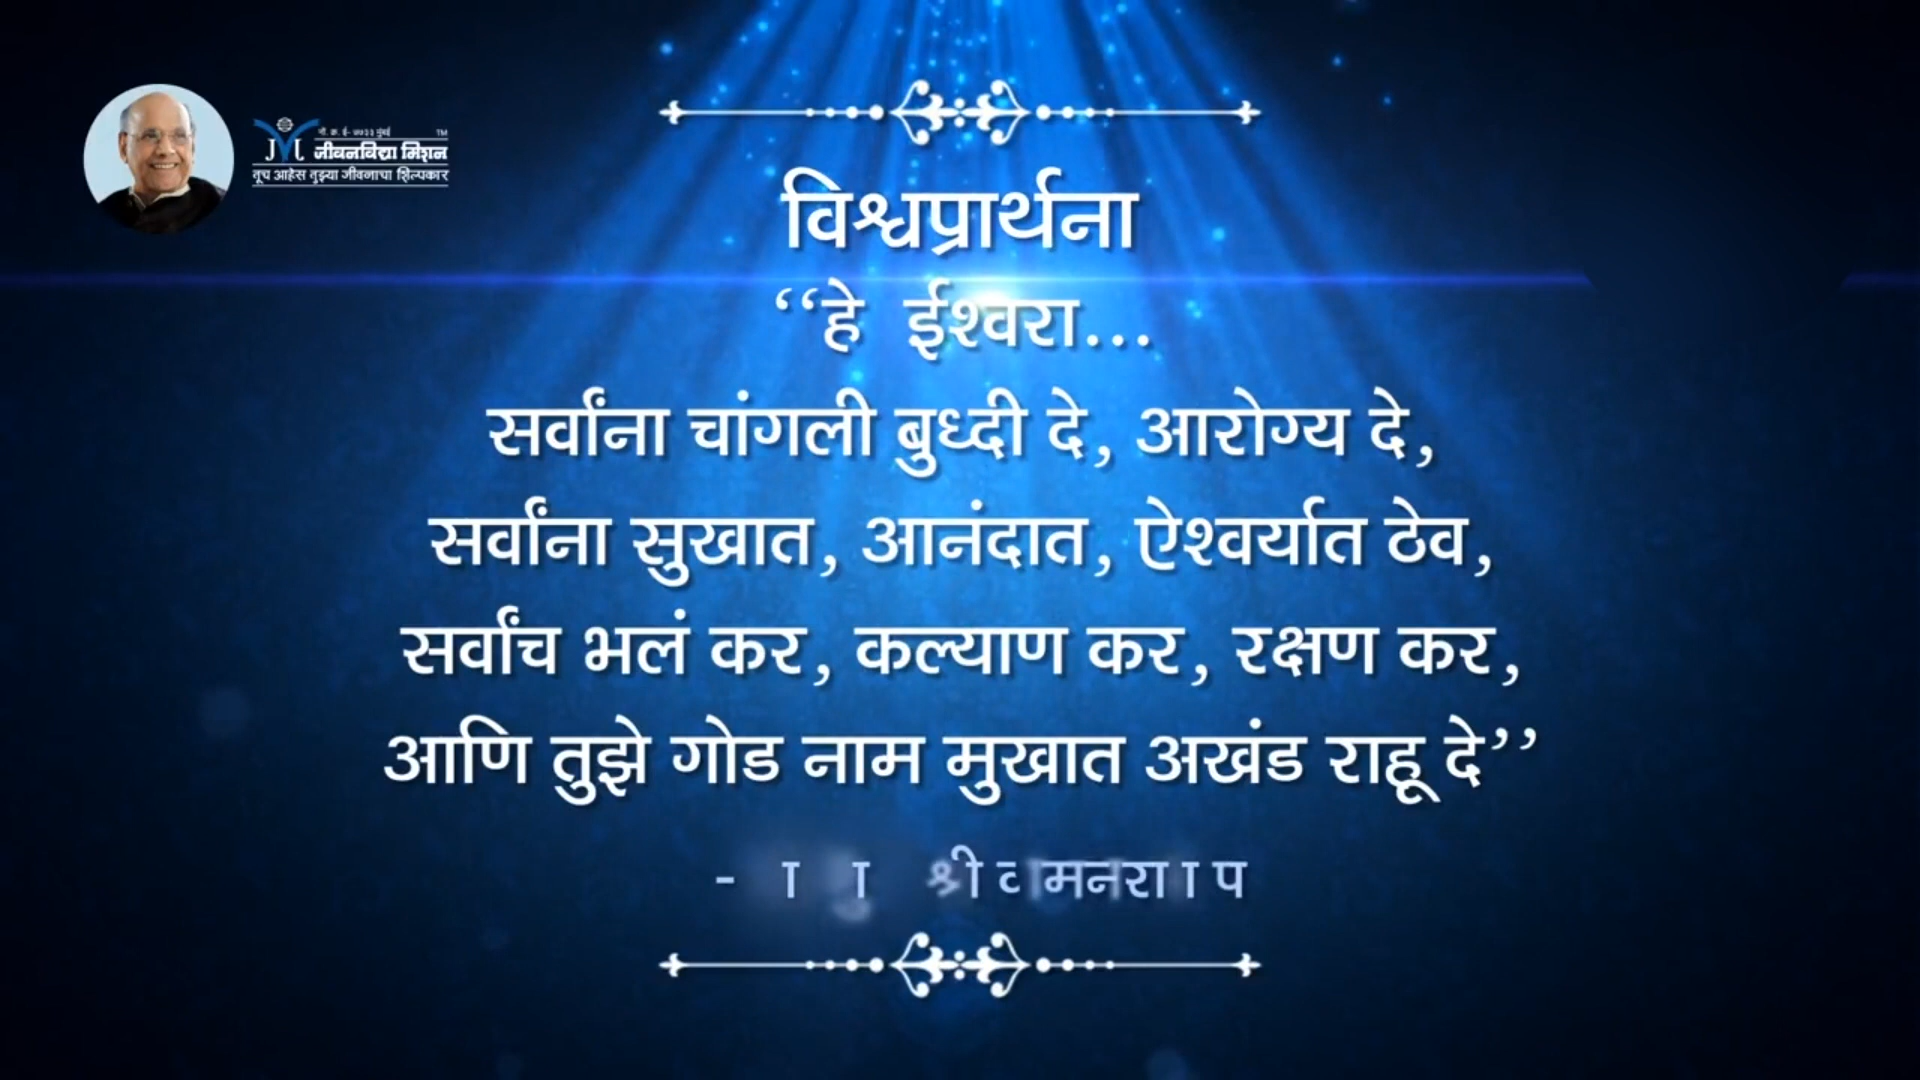 जीवनविद्या मिशन
तूच आहेस तुझ्या जीवनाचा शिल्पकार
विश्वप्रार्थना
‘‘हे ईश्वरा...
सर्वांना चांगली बुध्दी दे, आरोग्य दे,
सर्वांना सुखात, आनंदात, ऐश्वर्यात ठेव,
सर्वांच भलं कर, कल्याण कर, रक्षण कर,
आणि तुझे गोड नाम मुखात अखंड राहू दे’’